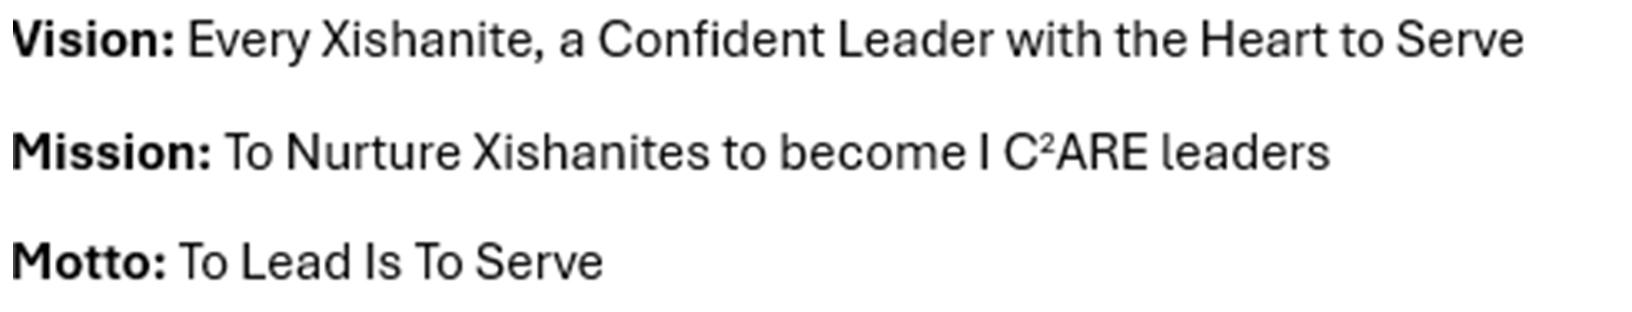 Vision: Every Xishanite, a Confident Leader with the Heart to Serve
Mission: To Nurture Xishanites to become I C²ARE leaders
Motto: To Lead Is To Serve